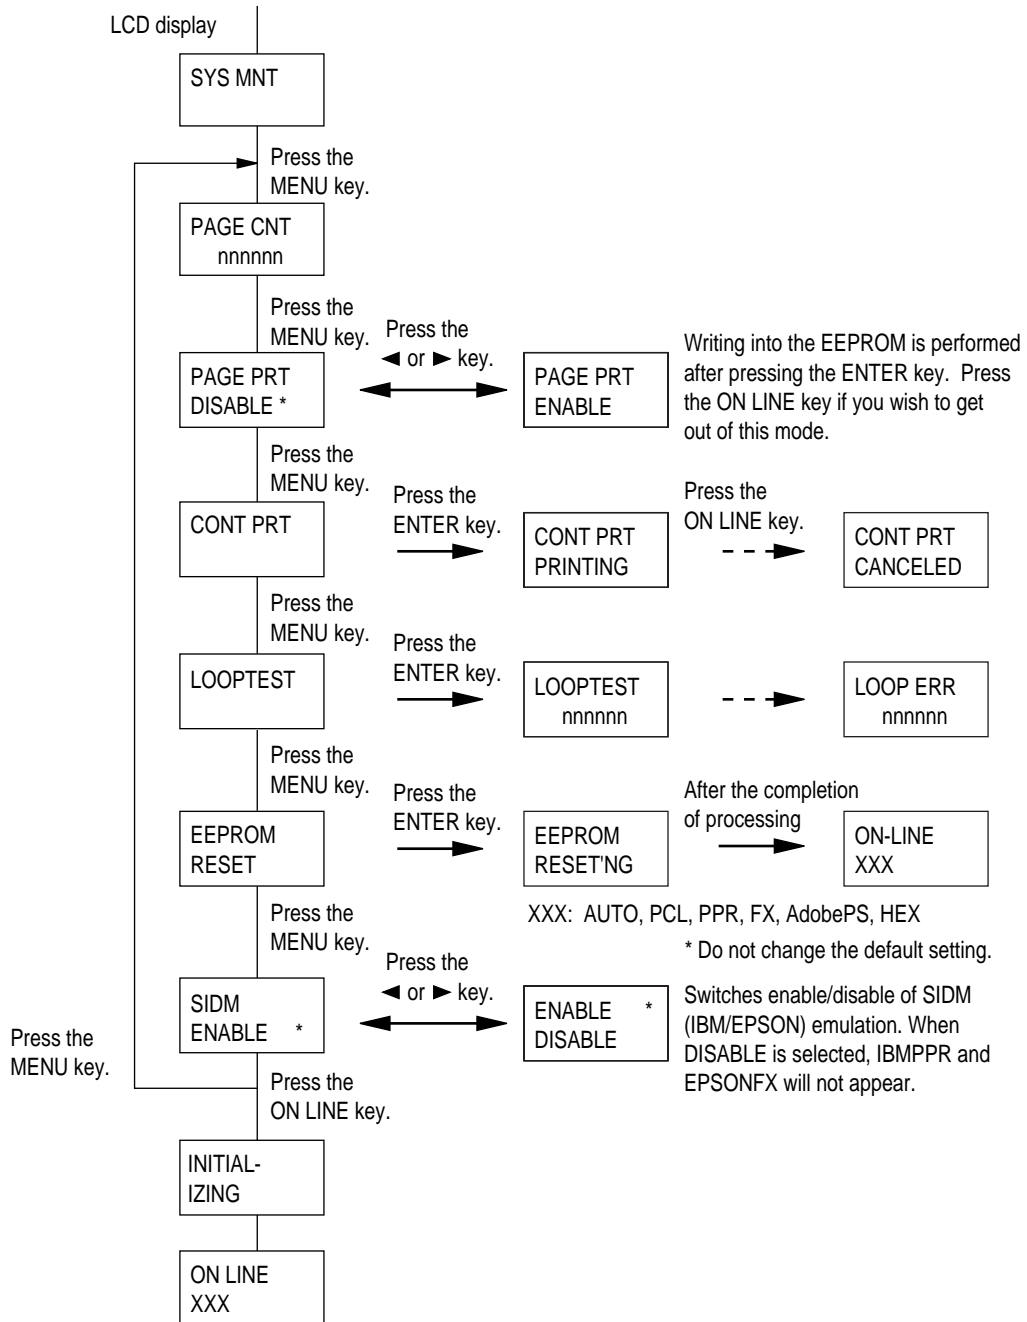 LCD display
SYS MNT
Press the
MENU key.
PAGE CNT
nnnnnn
Press the
MENU key.
Press the
◄ or ► key.
PAGE PRT
DISABLE *
PAGE PRT
ENABLE
Writing into the EEPROM is performed
after pressing the ENTER key.  Press
the ON LINE key if you wish to get
out of this mode.
Press the
MENU key.
CONT PRT
Press the
ENTER key.
CONT PRT
PRINTING
Press the
ON LINE key.
CONT PRT
CANCELED
Press the
MENU key.
LOOPTEST
Press the
ENTER key.
LOOPTEST
nnnnnn
LOOP ERR
nnnnnn
Press the
MENU key.
EEPROM
RESET
Press the
ENTER key.
EEPROM
RESET'NG
After the completion
of processing
ON-LINE
XXX
XXX:  AUTO, PCL, PPR, FX, AdobePS, HEX
* Do not change the default setting.
Press the
MENU key.
SIDM
ENABLE *
Press the
◄ or ► key.
ENABLE *
DISABLE
Switches enable/disable of SIDM
(IBM/EPSON) emulation. When
DISABLE is selected, IBMPPR and
EPSONFX will not appear.
Press the
MENU key.
Press the
ON LINE key.
INITIAL-
IZING
ON LINE
XXX